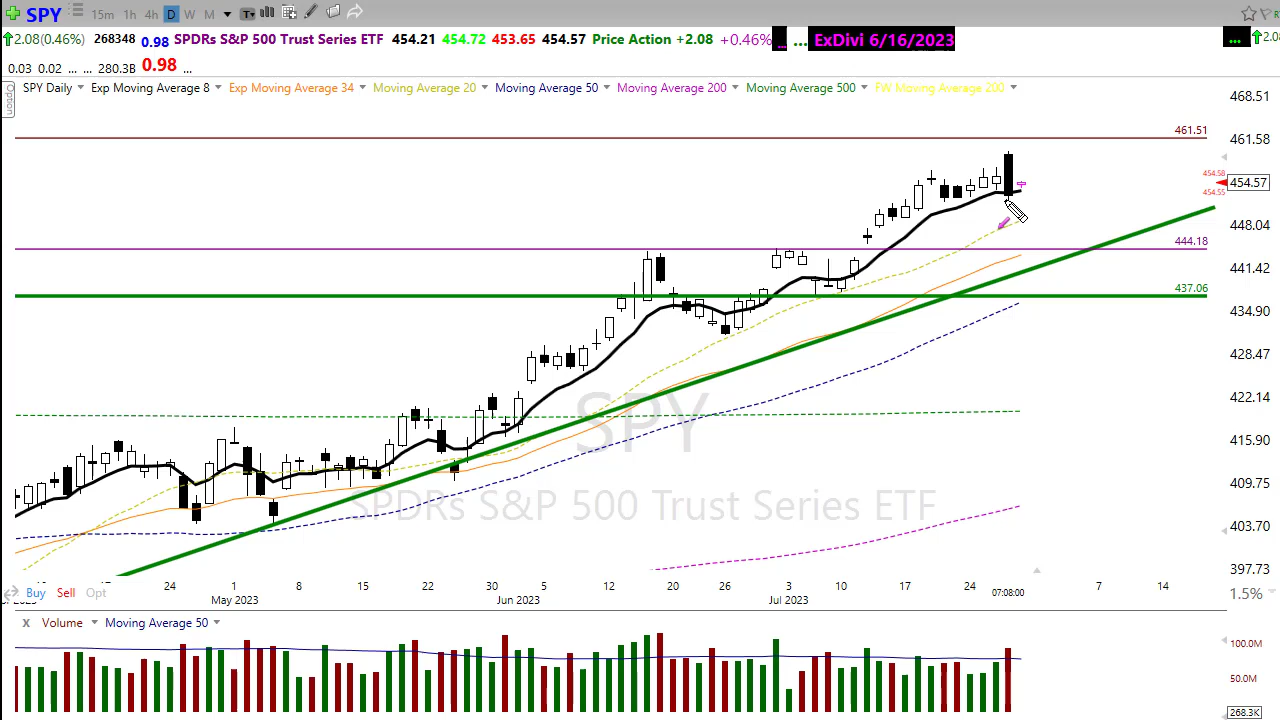 SPY 15m 1h 4h D W M
2.08(0.46%) 268348 0.98 SPDRs S&P 500 Trust Series ETF 454.21 454.72 453.65 454.57 Price Action +2.08 +0.46% ... ... ExDivi 6/16/2023 ...
0.03 0.02 ... ... 280.3B 0.98 ...
Option SPY Daily Exp Moving Average 8 Exp Moving Average 34 Moving Average 20 Moving Average 50 Moving Average 200 Moving Average 500 FW Moving Average 200
468.51
461.51
461.58
454.58
454.57
454.55
448.04
444.18
441.42
437.06
434.90
428.47
422.14
SPY
415.90
409.75
SPDRs S&P 500 Trust Series ETF
403.70
397.73
24 1 8 15 22 30 5 12 20 26 3 10 17 24 7 14
Buy Sell Opt 07:08:00 1.5%
May 2023 Jun 2023 Jul 2023
X Volume Moving Average 50
100.0M
50.0M
268.3K